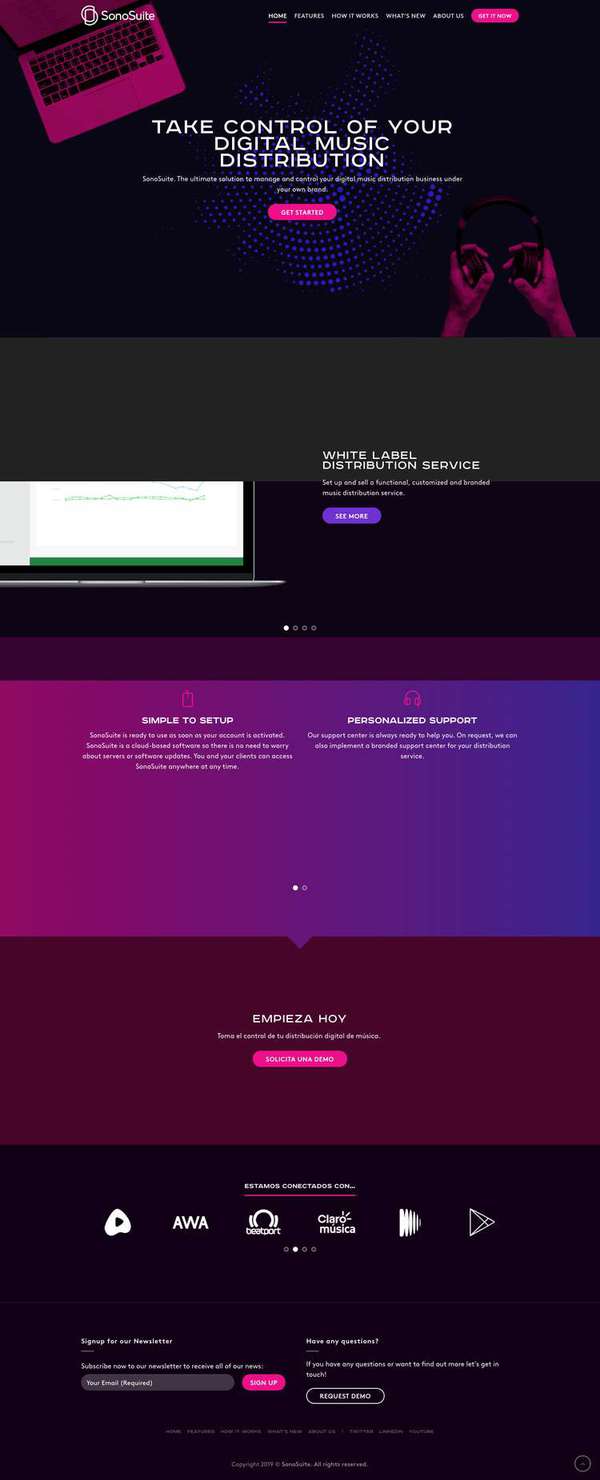 SonoSuite
HOME FEATURES HOW IT WORKS WHAT'S NEW ABOUT US GET IT NOW
TAKE CONTROL OF YOUR
DIGITAL MUSIC
DISTRIBUTION
SonoSuite. The ultimate solution to manage and control your digital music distribution business under
your own brand.
GET STARTED
WHITE LABEL
DISTRIBUTION SERVICE
Set up and sell a functional, customized and branded
music distribution service.
SEE MORE
SIMPLE TO SETUP
SonoSuite is ready to use as soon as your account is activated.
SonoSuite is a cloud-based software so there is no need to worry
about servers or software updates. You and your clients can access
SonoSuite anywhere at any time.
PERSONALIZED SUPPORT
Our support center is always ready to help you. On request, we can
also implement a branded support center for your distribution
service.
EMPIEZA HOY
Toma el control de tu distribución digital de música.
SOLICITA UNA DEMO
ESTAMOS CONECTADOS CON...
AWA
beatport
Claro-
música
Signup for our Newsletter
Subscribe now to our newsletter to receive all of our news:
Your Email (Required) SIGN UP
Have any questions?
If you have any questions or want to find out more let's get in
touch!
REQUEST DEMO
HOME FEATURES HOW IT WORKS WHAT'S NEW ABOUT US | TWITTER LINKEDIN YOUTUBE
Copyright 2019 © SonoSuite. All rights reserved.